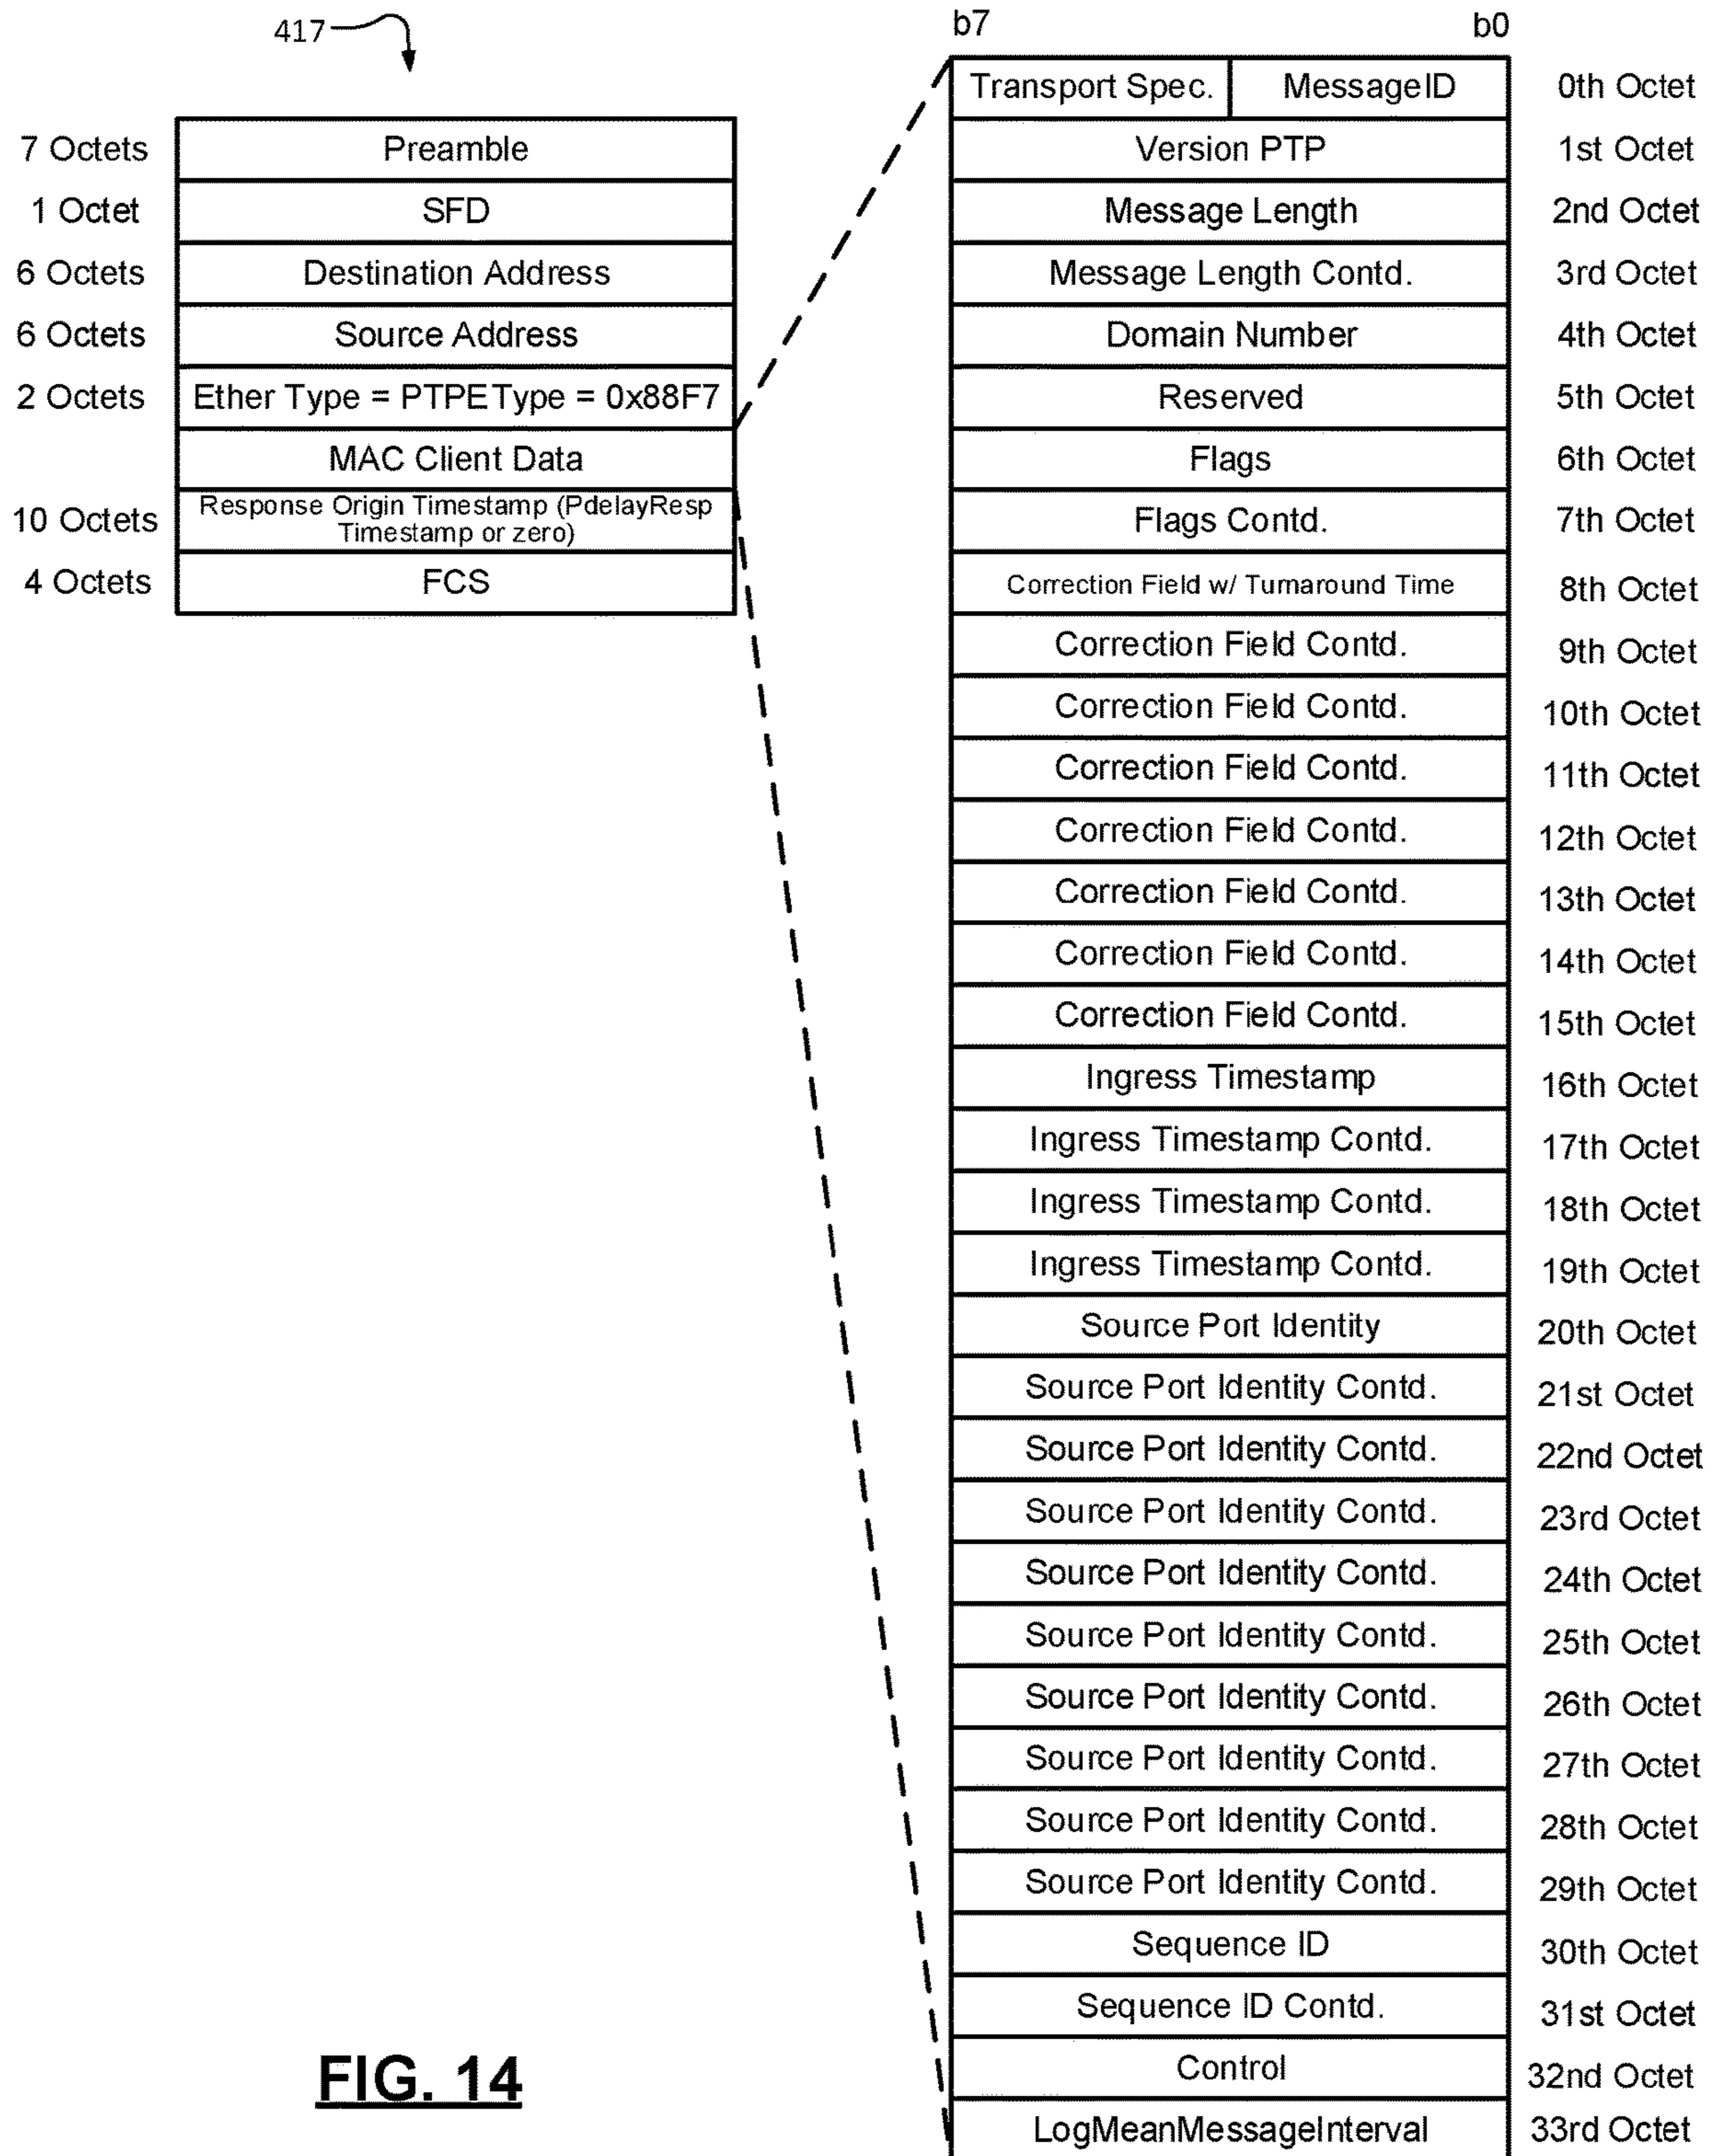 417
7 Octets Preamble
1 Octet SFD
6 Octets Destination Address
6 Octets Source Address
2 Octets Ether Type = PTPEType = 0x88F7
MAC Client Data
10 Octets Response Origin Timestamp (PdelayResp
Timestamp or zero)
4 Octets FCS
b7 b0
Transport Spec. MessageID 0th Octet
Version PTP 1st Octet
Message Length 2nd Octet
Message Length Contd. 3rd Octet
Domain Number 4th Octet
Reserved 5th Octet
Flags 6th Octet
Flags Contd. 7th Octet
Correction Field w/ Turnaround Time 8th Octet
Correction Field Contd. 9th Octet
Correction Field Contd. 10th Octet
Correction Field Contd. 11th Octet
Correction Field Contd. 12th Octet
Correction Field Contd. 13th Octet
Correction Field Contd. 14th Octet
Correction Field Contd. 15th Octet
Ingress Timestamp 16th Octet
Ingress Timestamp Contd. 17th Octet
Ingress Timestamp Contd. 18th Octet
Ingress Timestamp Contd. 19th Octet
Source Port Identity 20th Octet
Source Port Identity Contd. 21st Octet
Source Port Identity Contd. 22nd Octet
Source Port Identity Contd. 23rd Octet
Source Port Identity Contd. 24th Octet
Source Port Identity Contd. 25th Octet
Source Port Identity Contd. 26th Octet
Source Port Identity Contd. 27th Octet
Source Port Identity Contd. 28th Octet
Source Port Identity Contd. 29th Octet
Sequence ID 30th Octet
Sequence ID Contd. 31st Octet
Control 32nd Octet
LogMeanMessageInterval 33rd Octet
FIG. 14